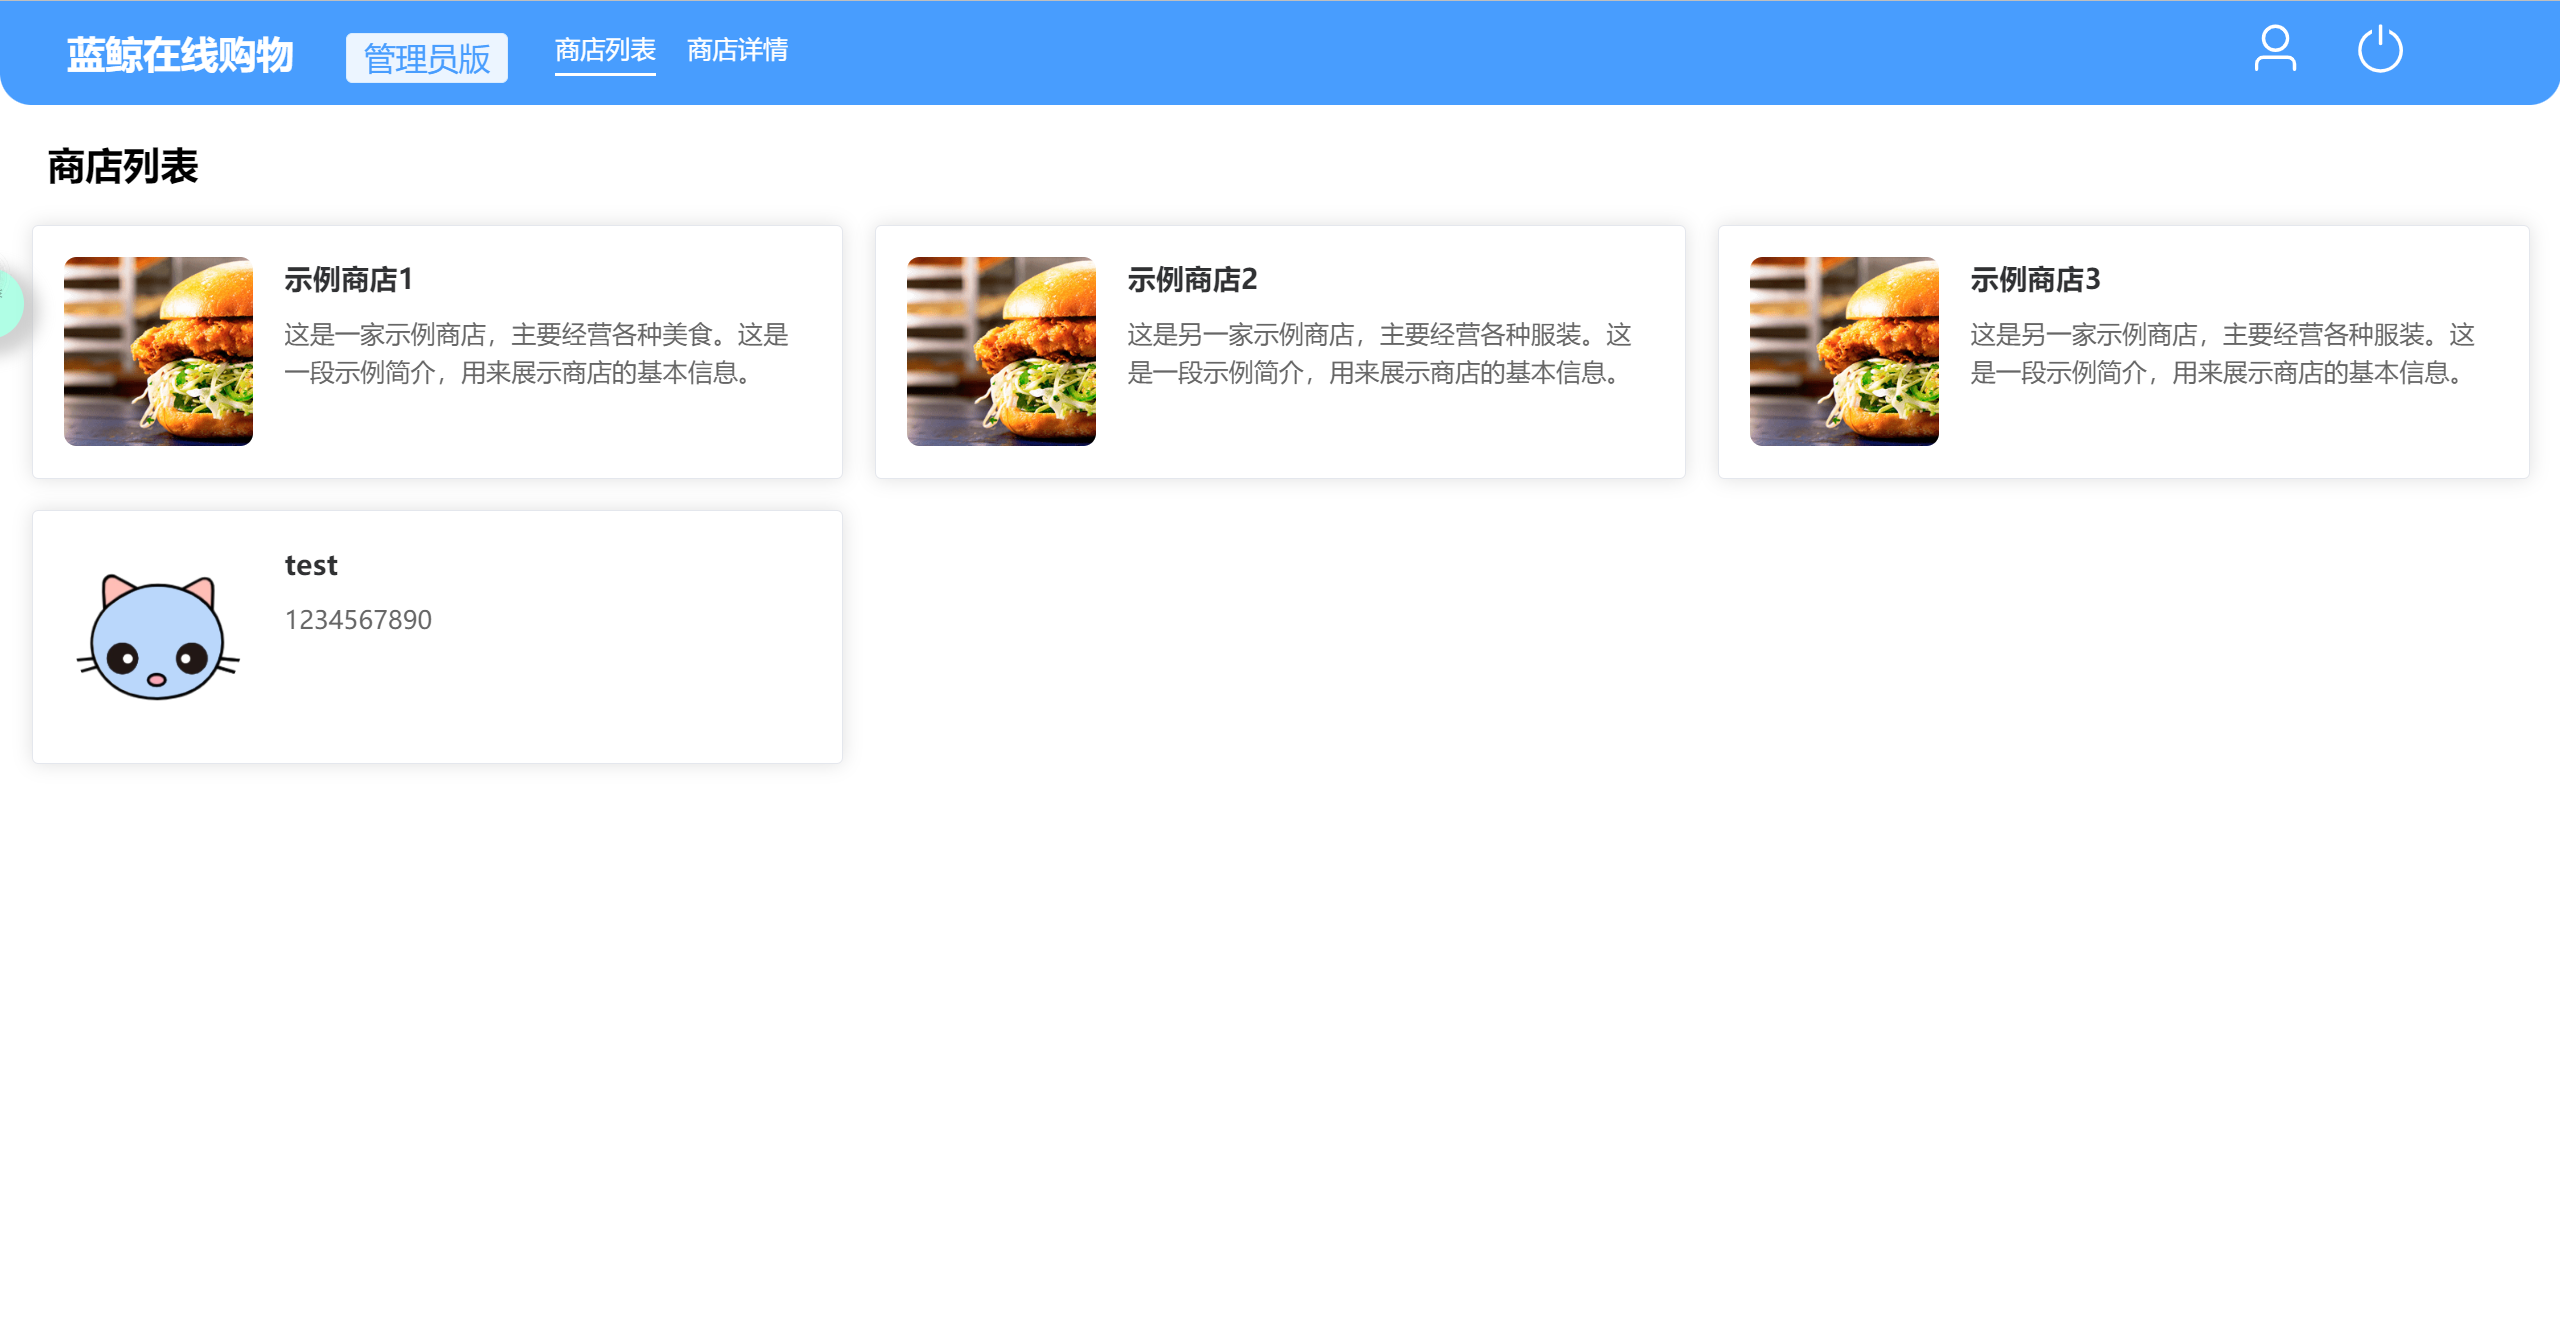 蓝鲸在线购物 管理员版 商店列表 商店详情
商店列表
示例商店1
这是一家示例商店，主要经营各种美食。这是
一段示例简介，用来展示商店的基本信息。
示例商店2
这是另一家示例商店，主要经营各种服装。这
是一段示例简介，用来展示商店的基本信息。
示例商店3
这是另一家示例商店，主要经营各种服装。这
是一段示例简介，用来展示商店的基本信息。
test
1234567890